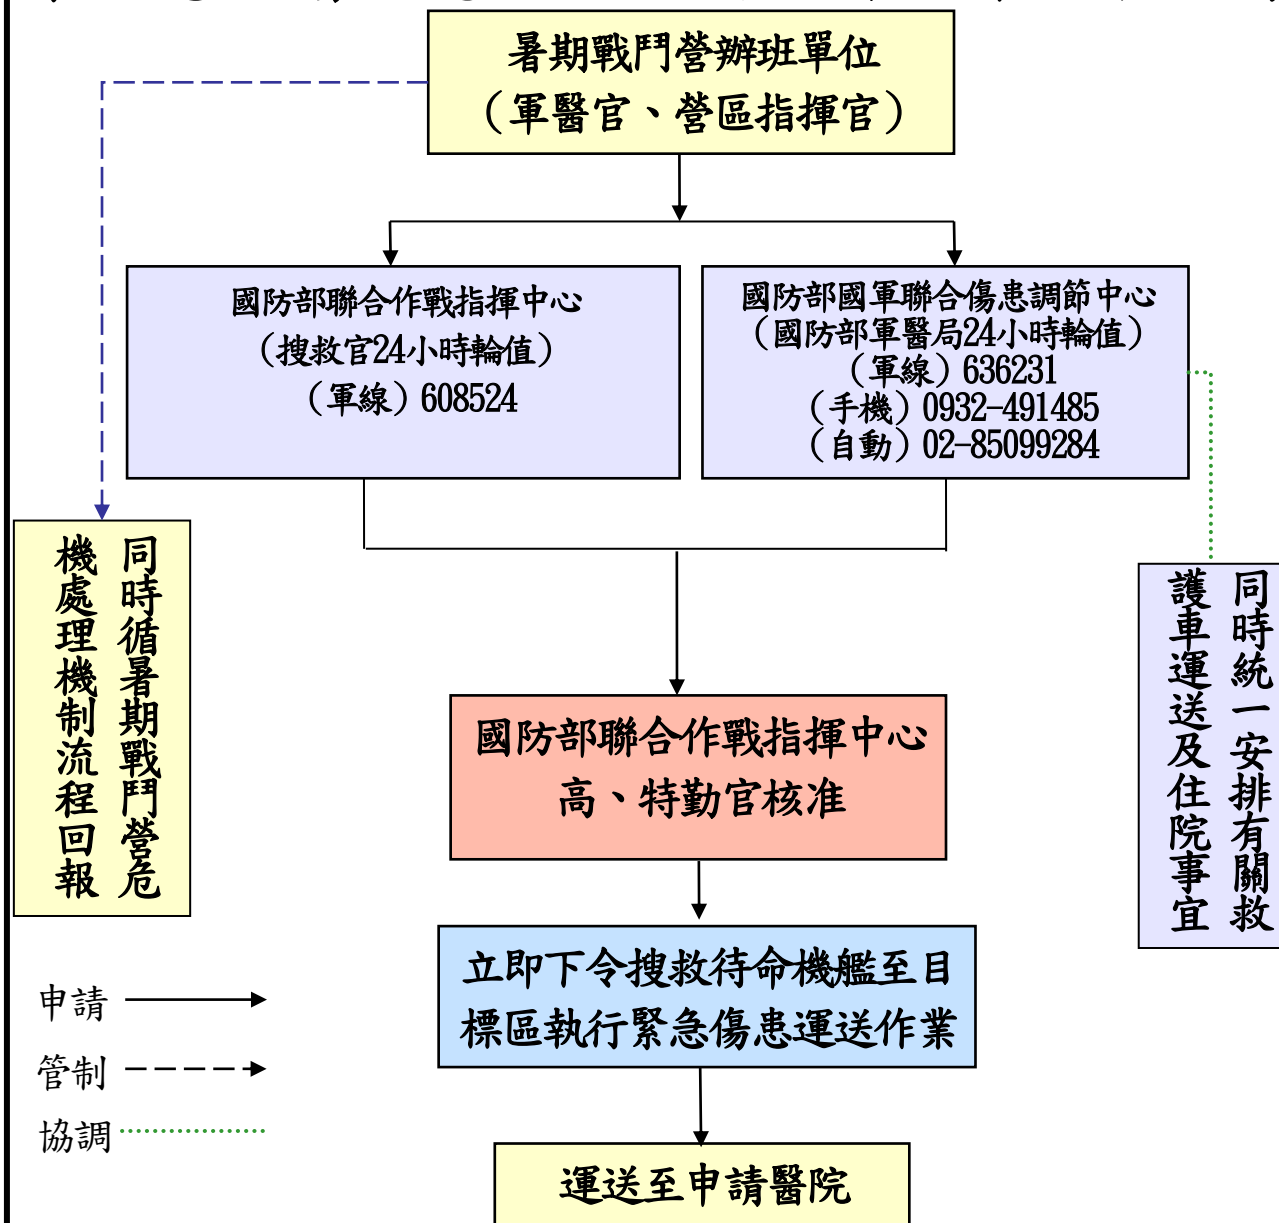 暑期戰鬥營辦班單位
（軍醫官、營區指揮官）
國防部聯合作戰指揮中心
（搜救官24小時輪值）
（軍線）608524
國防部國軍聯合傷患調節中心
（國防部軍醫局24小時輪值）
（軍線）636231
（手機）0932-491485
（自動）02-85099284
同時循暑期戰鬥營危
機處理機制流程回報
同時統一安排有關救
護車運送及住院事宜
國防部聯合作戰指揮中心
高、特勤官核准
立即下令搜救待命機艦至目
標區執行緊急傷患運送作業
運送至申請醫院
申請
管制
協調